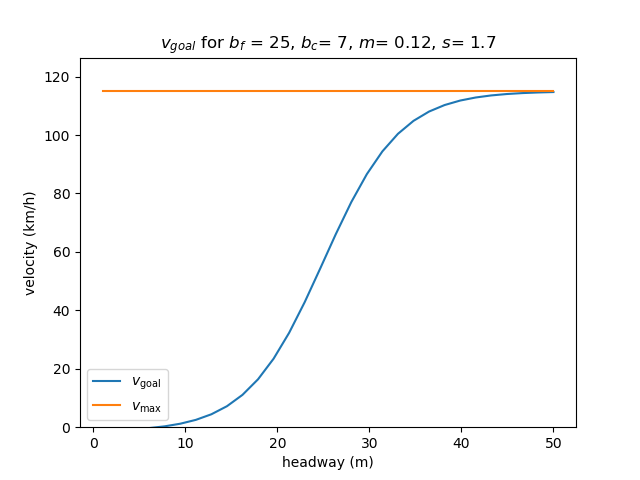 v_goal for b_f = 25, b_c= 7, m= 0.12, s= 1.7
120
100
80
60
40
20
0
velocity (km/h)
v_goal
v_max
0 10 20 30 40 50
headway (m)